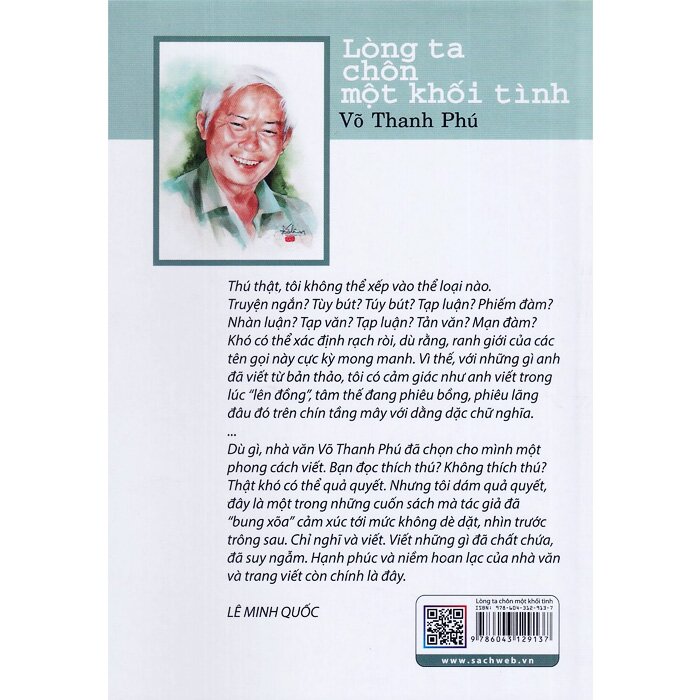 Lòng ta
chôn
một khối tình
Võ Thanh Phú
Thú thật, tôi không thể xếp vào thể loại nào.
Truyện ngắn? Tùy bút? Túy bút? Tạp luận? Phiếm đàm?
Nhàn luận? Tạp văn? Tạp luận? Tản văn? Mạn đàm?
Khó có thể xác định rạch ròi, dù rằng, ranh giới của các
tên gọi này cực kỳ mong manh. Vì thế, với những gì anh
đã viết từ bản thảo, tôi có cảm giác như anh viết trong
lúc “lên đồng”, tâm thế đang phiêu bồng, phiêu lãng
đâu đó trên chín tầng mây với dằng dặc chữ nghĩa.
...
Dù gì, nhà văn Võ Thanh Phú đã chọn cho mình một
phong cách viết. Bạn đọc thích thú? Không thích thú?
Thật khó có thể quả quyết. Nhưng tôi dám quả quyết,
đây là một trong những cuốn sách mà tác giả đã
“bung xõa” cảm xúc tới mức không dè dặt, nhìn trước
trông sau. Chỉ nghĩ và viết. Viết những gì đã chất chứa,
đã suy ngẫm. Hạnh phúc và niềm hoan lạc của nhà văn
và trang viết còn chính là đây.
LÊ MINH QUỐC
Lòng ta chôn một khối tình
ISBN: 978-604-312-913-7
9 786043 129137
www.sachweb.vn